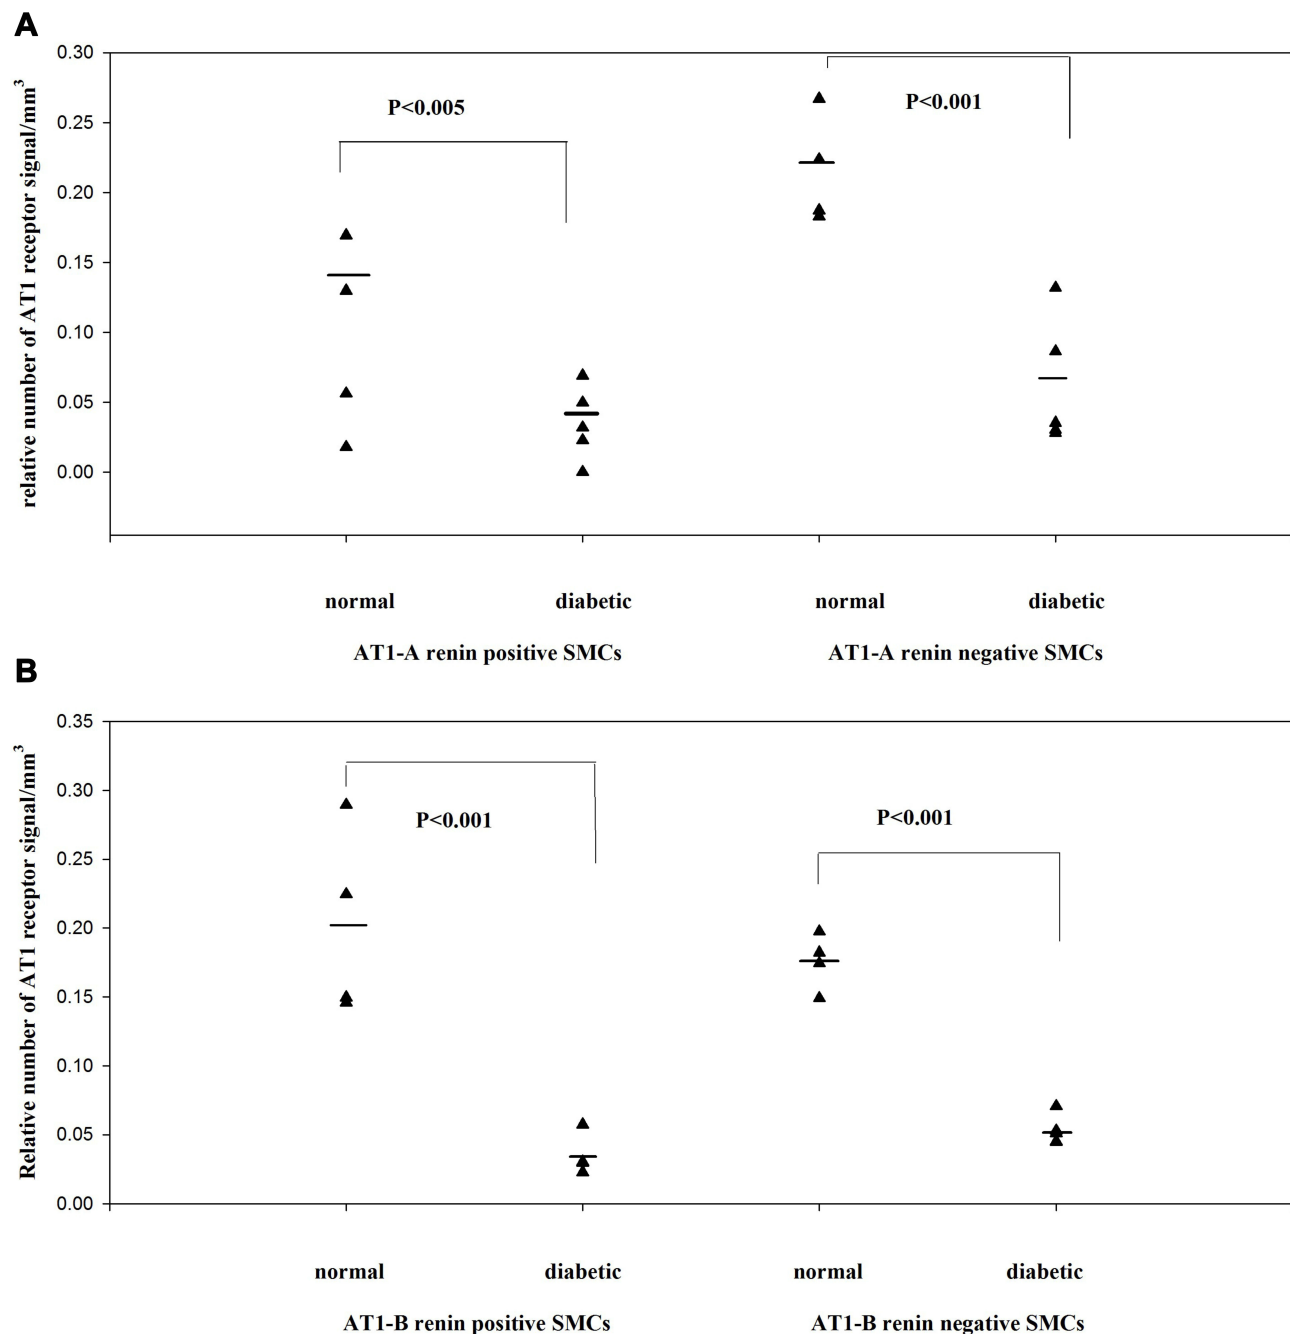 A
relative number of AT1 receptor signal/mm³
0.30
0.25
0.20
0.15
0.10
0.05
0.00
P<0.005
P<0.001
normal diabetic normal diabetic
AT1-A renin positive SMCs AT1-A renin negative SMCs
B
Relative number of AT1 receptor signal/mm³
0.35
0.30
0.25
0.20
0.15
0.10
0.05
0.00
P<0.001
P<0.001
normal diabetic normal diabetic
AT1-B renin positive SMCs AT1-B renin negative SMCs